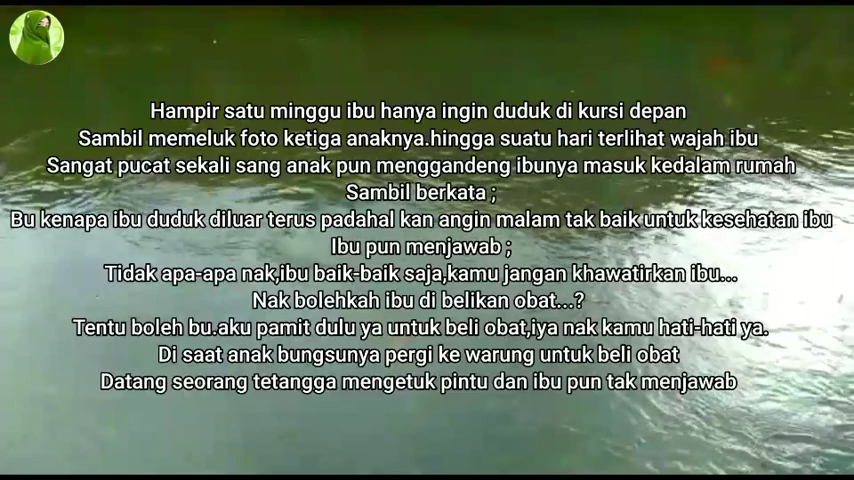 Hampir satu minggu ibu hanya ingin duduk di kursi depan
Sambil memeluk foto ketiga anaknya.hingga suatu hari terlihat wajah ibu
Sangat pucat sekali sang anak pun menggandeng ibunya masuk kedalam rumah
Sambil berkata ;
Bu kenapa ibu duduk diluar terus padahal kan angin malam tak baik untuk kesehatan ibu
Ibu pun menjawab ;
Tidak apa-apa nak,ibu baik-baik saja,kamu jangan khawatirkan ibu...
Nak bolehkah ibu di belikan obat...?
Tentu boleh bu.aku pamit dulu ya untuk beli obat,iya nak kamu hati-hati ya.
Di saat anak bungsunya pergi ke warung untuk beli obat
Datang seorang tetangga mengetuk pintu dan ibu pun tak menjawab